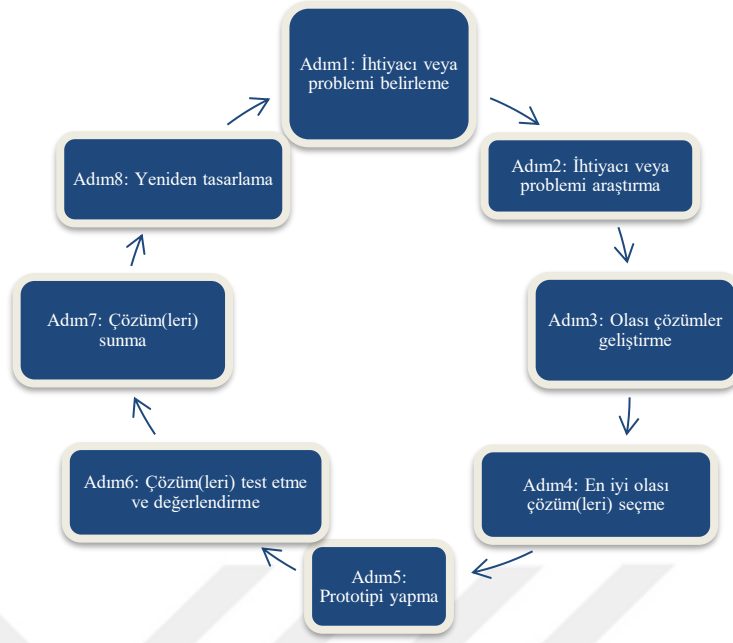 Adım1: İhtiyacı veya
problemi belirleme
Adım2: İhtiyacı veya
problemi araştırma
Adım3: Olası çözümler
geliştirme
Adım4: En iyi olası
çözüm(leri) seçme
Adım5:
Prototipi yapma
Adım6: Çözüm(leri) test etme
ve değerlendirme
Adım7: Çözüm(leri)
sunma
Adım8: Yeniden tasarlama